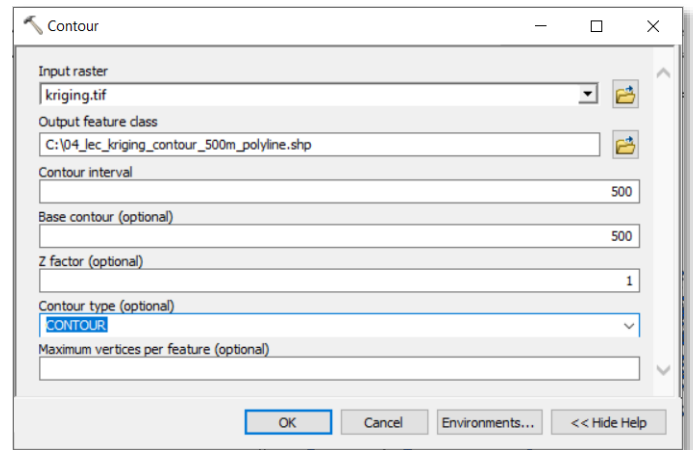 Contour
Input raster
kriging.tif
Output feature class
C:\04_lec_kriging_contour_500m_polyline.shp
Contour interval
500
Base contour (optional)
500
Z factor (optional)
1
Contour type (optional)
CONTOUR
Maximum vertices per feature (optional)
OK Cancel Environments... << Hide Help